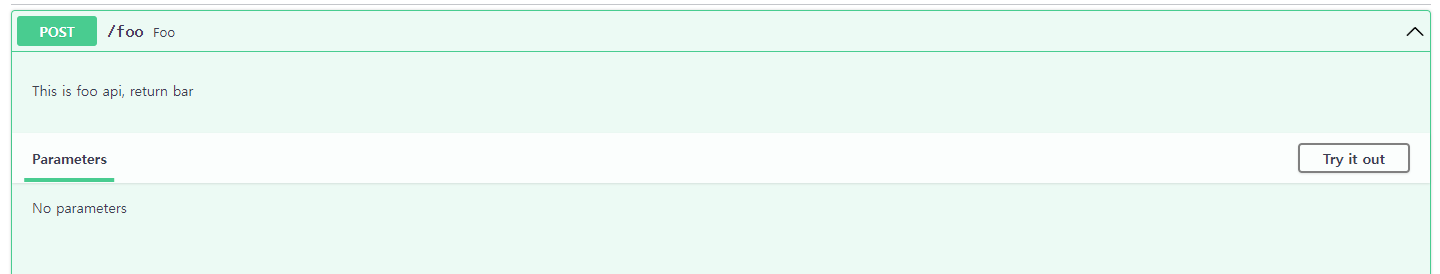 POST /foo Foo
This is foo api, return bar
Parameters Try it out
No parameters